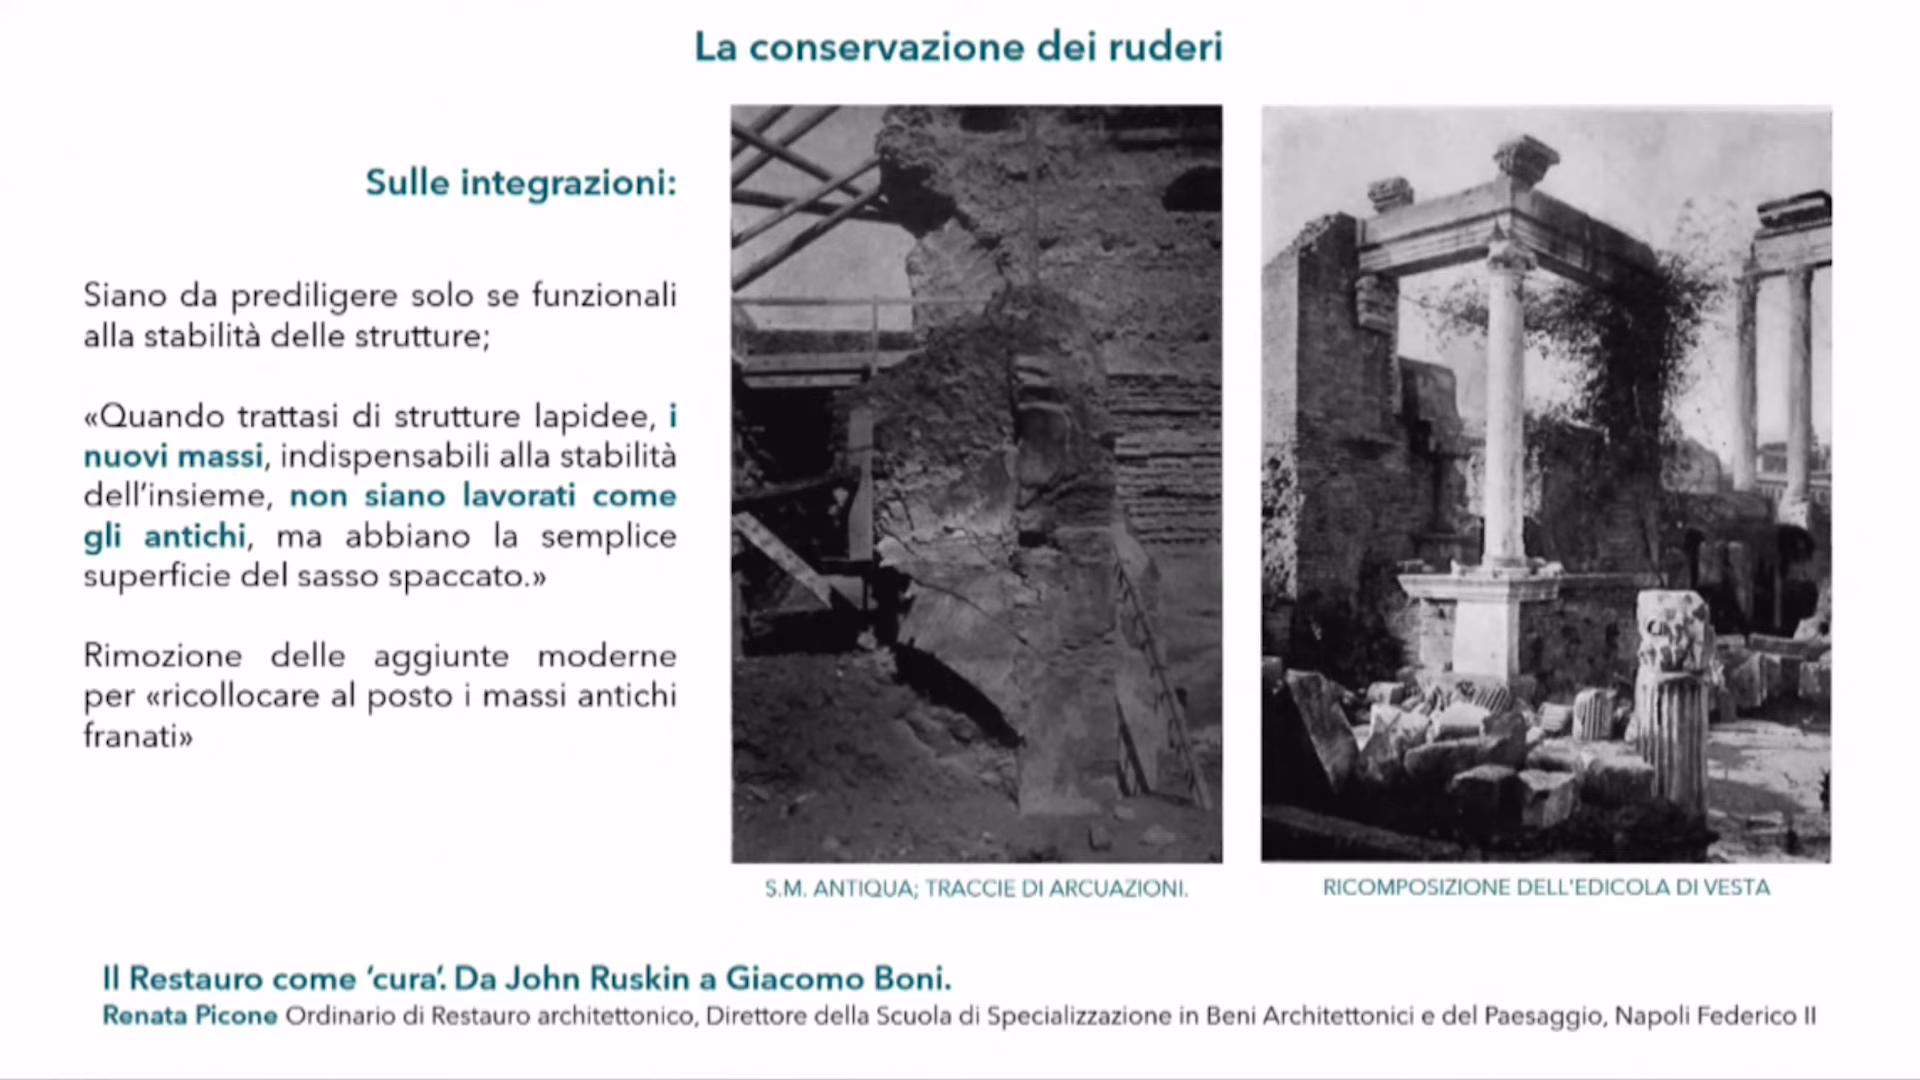 La conservazione dei ruderi
Sulle integrazioni:
Siano da prediligere solo se funzionali
alla stabilità delle strutture;
«Quando trattasi di strutture lapidee, i
nuovi massi, indispensabili alla stabilità
dell'insieme, non siano lavorati come
gli antichi, ma abbiano la semplice
superficie del sasso spaccato.»
Rimozione delle aggiunte moderne
per «ricollocare al posto i massi antichi
franati»
S.M. ANTIQUA; TRACCIE DI ARCUAZIONI.
RICOMPOSIZIONE DELL'EDICOLA DI VESTA
Il Restauro come 'cura'. Da John Ruskin a Giacomo Boni.
Renata Picone Ordinario di Restauro architettonico, Direttore della Scuola di Specializzazione in Beni Architettonici e del Paesaggio, Napoli Federico II